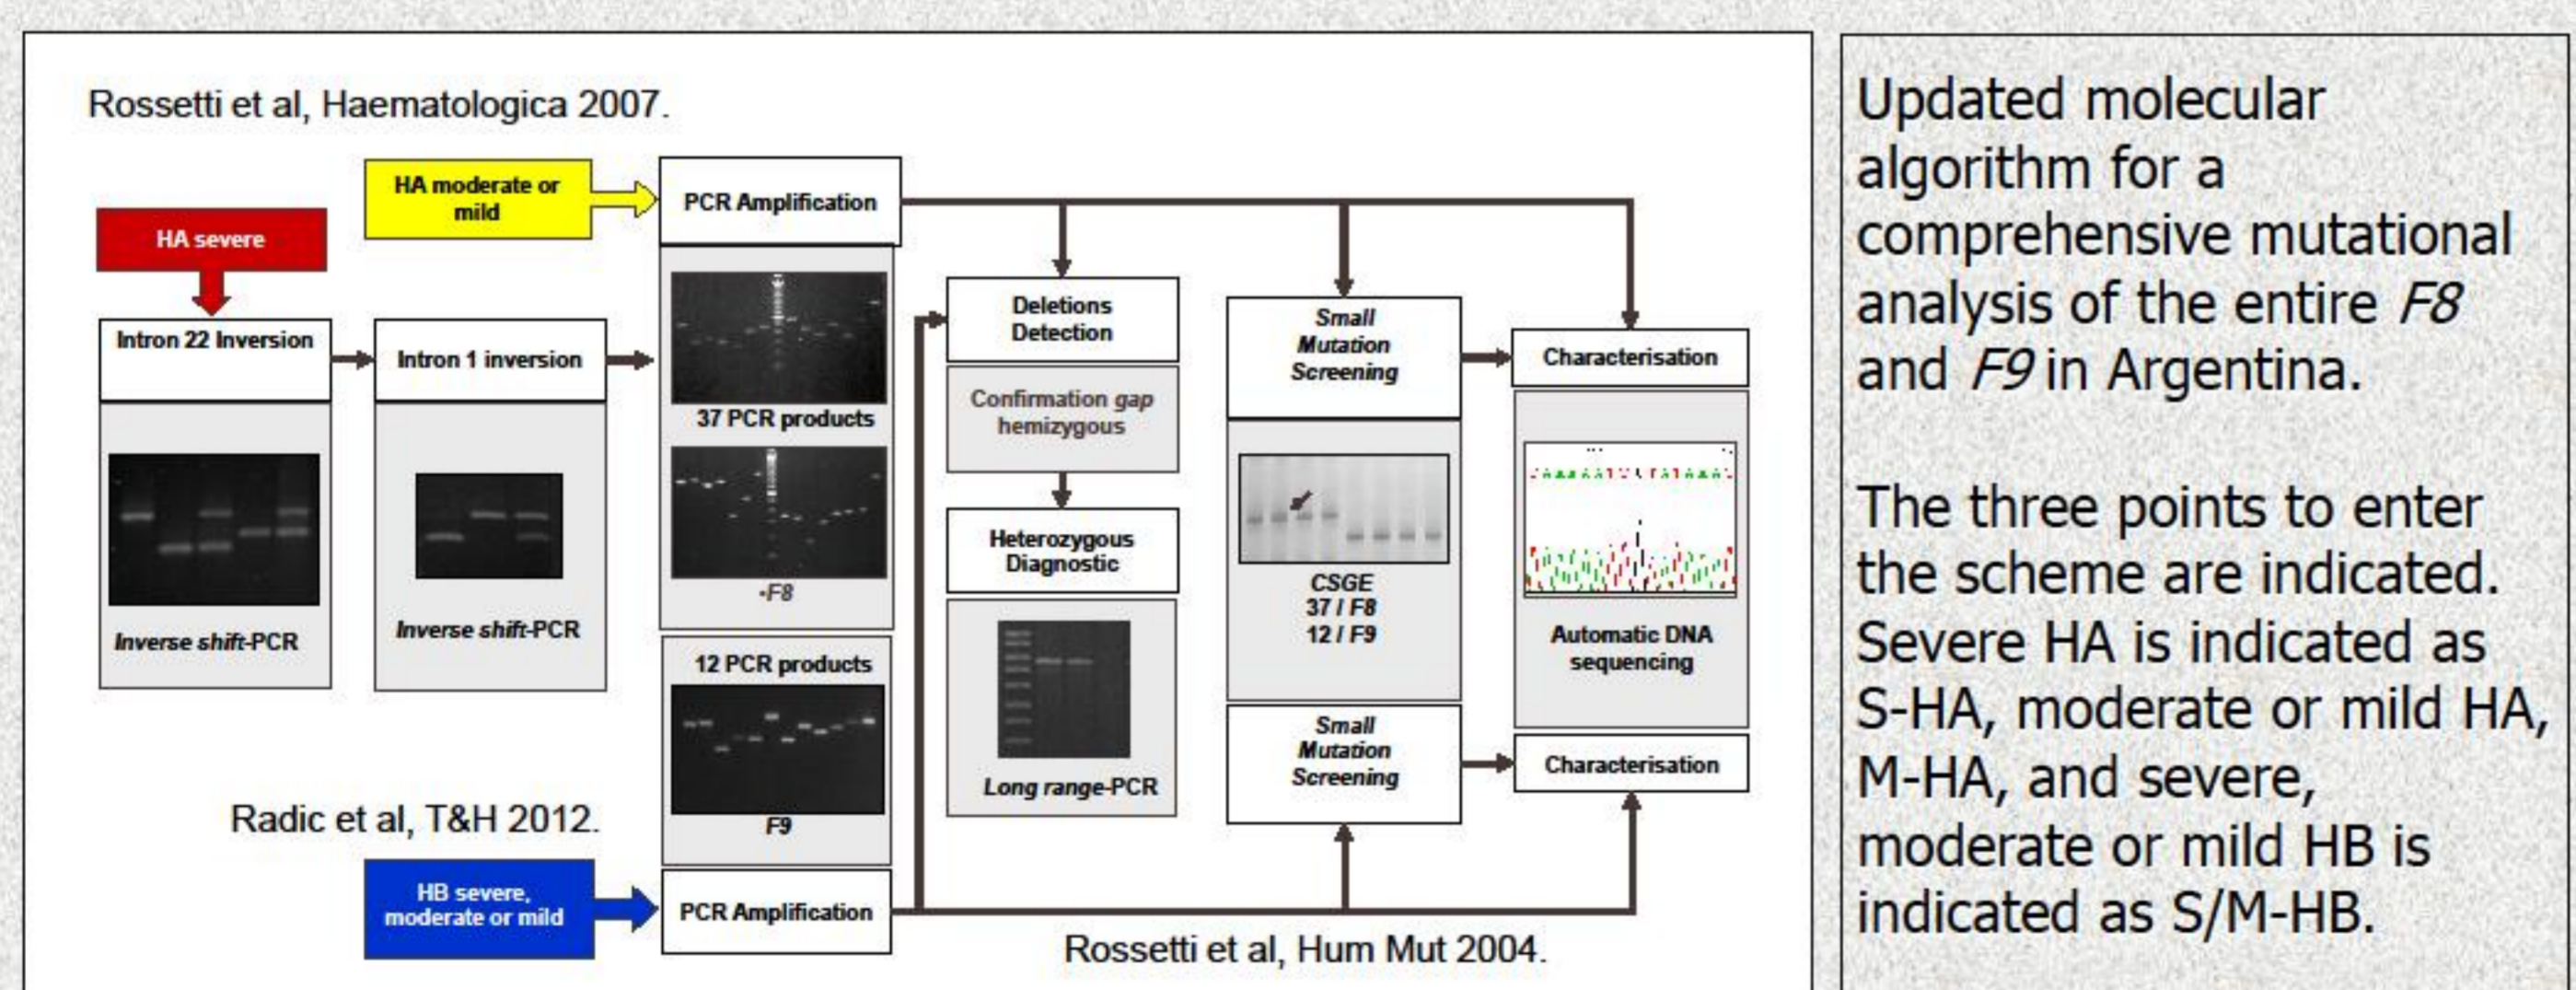 Rossetti et al, Haematologica 2007.
HA moderate or
mild
HA severe
PCR Amplification
Intron 22 Inversion
Inverse shift-PCR
Intron 1 inversion
Inverse shift-PCR
37 PCR products
-F8
12 PCR products
F9
Radic et al, T&H 2012.
HB severe,
moderate or mild
PCR Amplification
Deletions
Detection
Confirmation gap
hemizygous
Heterozygous
Diagnostic
Long range-PCR
Small
Mutation
Screening
CSGE
37 / F8
12 / F9
Small
Mutation
Screening
Characterisation
Automatic DNA
sequencing
Characterisation
Rossetti et al, Hum Mut 2004.
Updated molecular
algorithm for a
comprehensive mutational
analysis of the entire F8
and F9 in Argentina.
The three points to enter
the scheme are indicated.
Severe HA is indicated as
S-HA, moderate or mild HA,
M-HA, and severe,
moderate or mild HB is
indicated as S/M-HB.